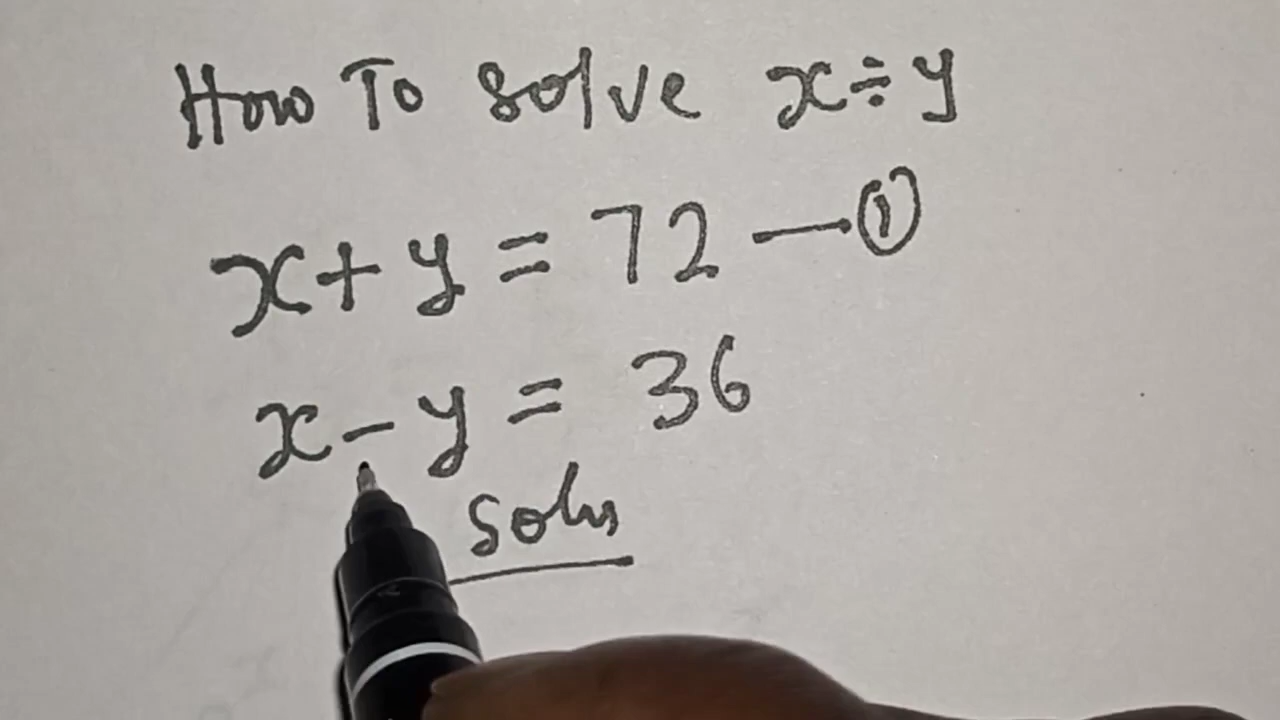 How To Solve x÷y
x+y = 72 —①
x-y = 36
Soln